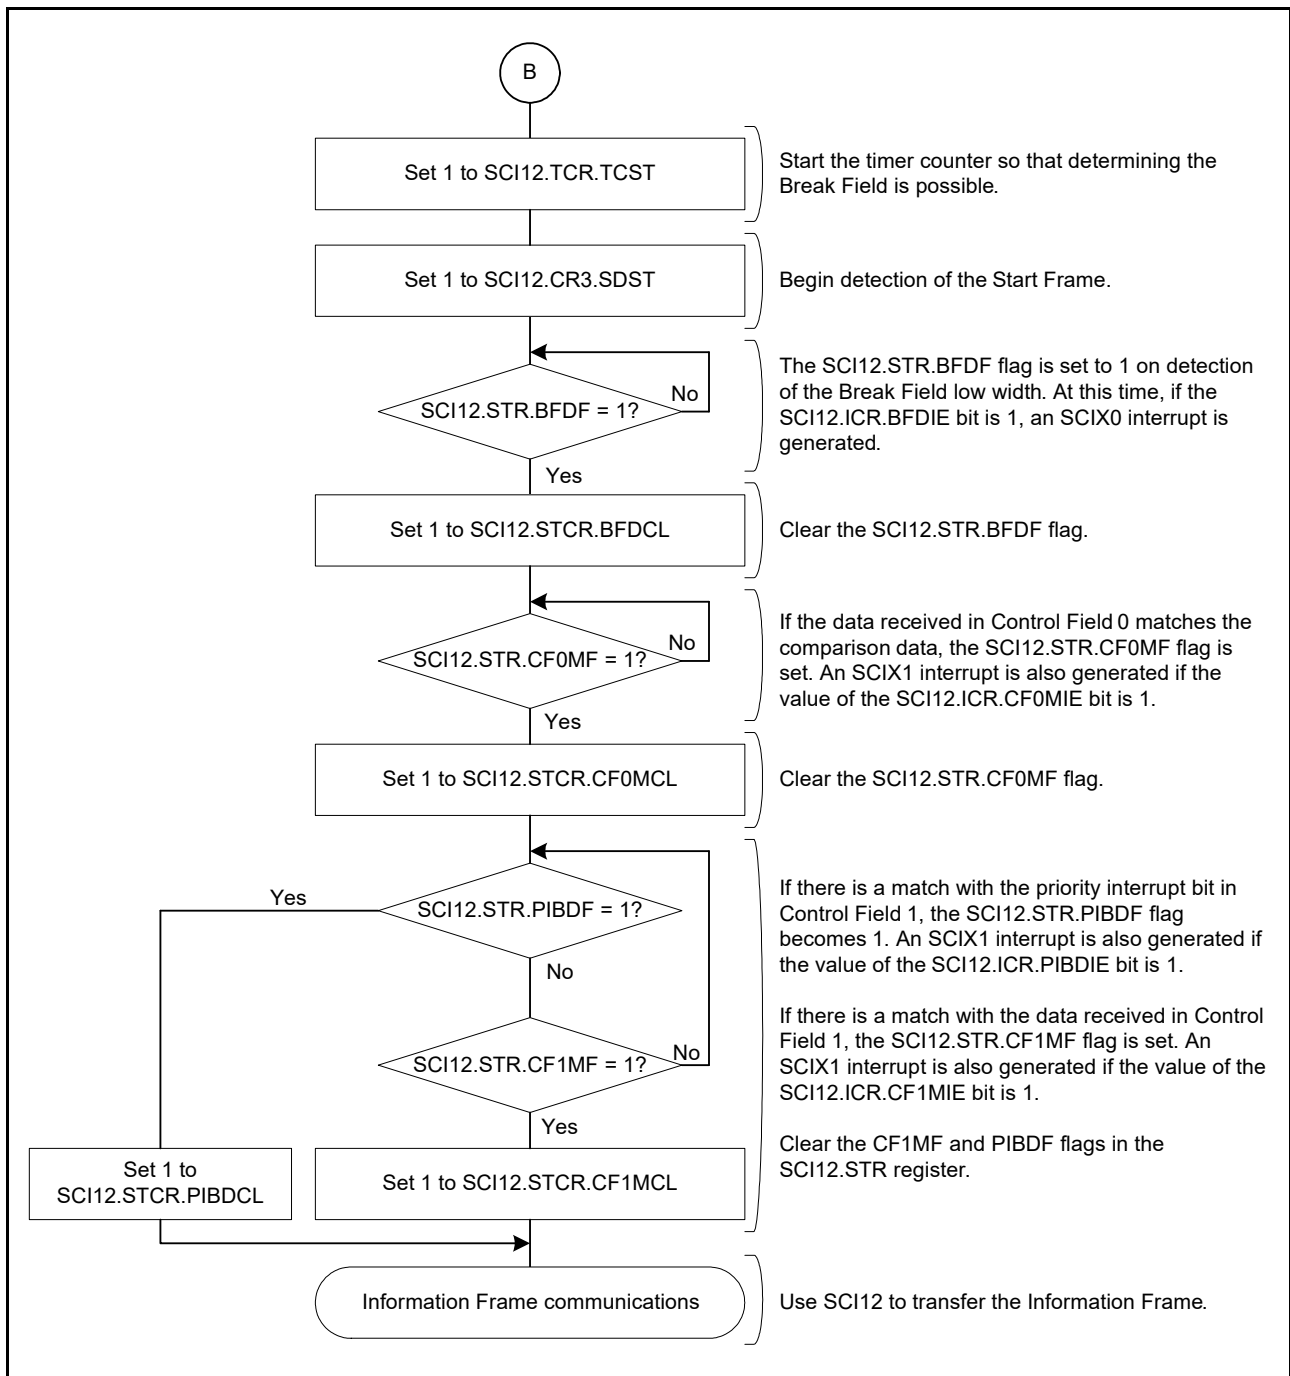 B
Set 1 to SCI12.TCR.TCST
Start the timer counter so that determining the
Break Field is possible.
Set 1 to SCI12.CR3.SDST
Begin detection of the Start Frame.
SCI12.STR.BFDF = 1?
No
Yes
The SCI12.STR.BFDF flag is set to 1 on detection
of the Break Field low width. At this time, if the
SCI12.ICR.BFDIE bit is 1, an SCIX0 interrupt is
generated.
Set 1 to SCI12.STCR.BFDCL
Clear the SCI12.STR.BFDF flag.
SCI12.STR.CF0MF = 1?
No
Yes
If the data received in Control Field 0 matches the
comparison data, the SCI12.STR.CF0MF flag is
set. An SCIX1 interrupt is also generated if the
value of the SCI12.ICR.CF0MIE bit is 1.
Set 1 to SCI12.STCR.CF0MCL
Clear the SCI12.STR.CF0MF flag.
Yes
SCI12.STR.PIBDF = 1?
No
If there is a match with the priority interrupt bit in
Control Field 1, the SCI12.STR.PIBDF flag
becomes 1. An SCIX1 interrupt is also generated if
the value of the SCI12.ICR.PIBDIE bit is 1.
SCI12.STR.CF1MF = 1?
No
Yes
If there is a match with the data received in Control
Field 1, the SCI12.STR.CF1MF flag is set. An
SCIX1 interrupt is also generated if the value of the
SCI12.ICR.CF1MIE bit is 1.
Set 1 to
SCI12.STCR.PIBDCL
Set 1 to SCI12.STCR.CF1MCL
Clear the CF1MF and PIBDF flags in the
SCI12.STR register.
Information Frame communications
Use SCI12 to transfer the Information Frame.